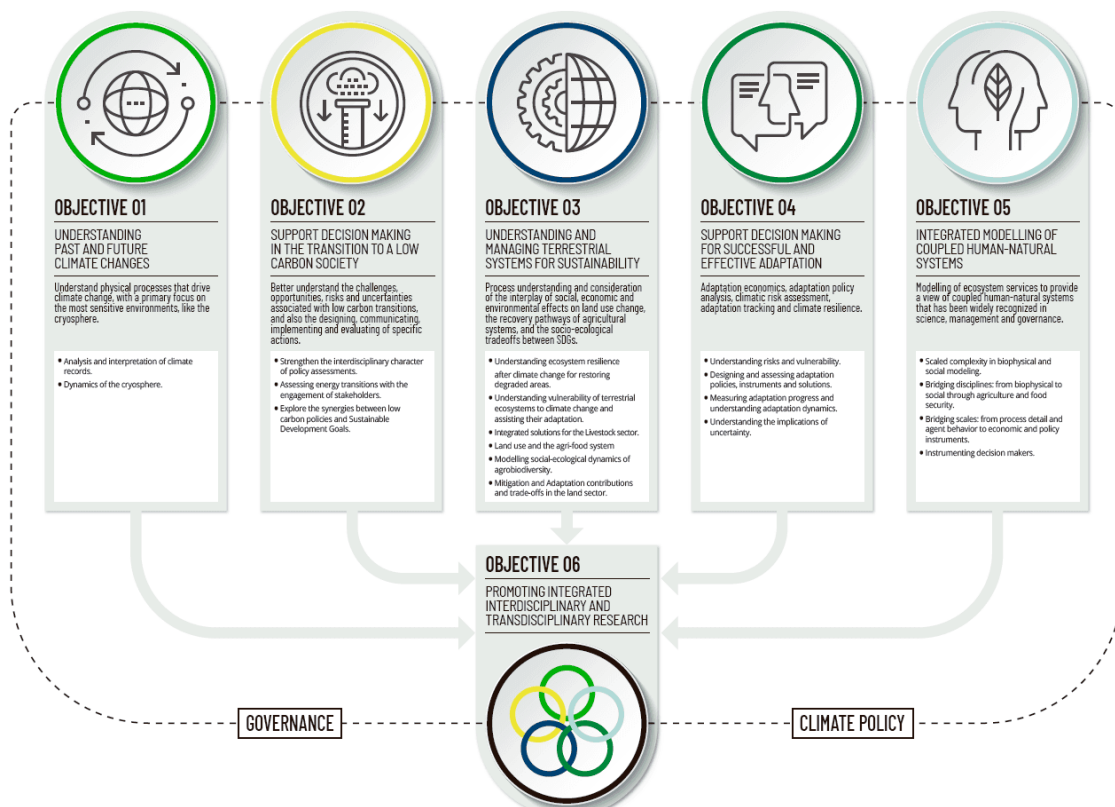 OBJECTIVE 01
UNDERSTANDING
PAST AND FUTURE
CLIMATE CHANGES
Understand physical processes that drive
climate change, with a primary focus on
the most sensitive environments, like the
cryosphere.
• Analysis and interpretation of climate
records.
• Dynamics of the cryosphere.
OBJECTIVE 02
SUPPORT DECISION MAKING
IN THE TRANSITION TO A LOW
CARBON SOCIETY
Better understand the challenges,
opportunities, risks and uncertainties
associated with low carbon transitions,
and also the designing, communicating,
implementing and evaluating of specific
actions.
• Strengthen the interdisciplinary character
of policy assessments.
• Assessing energy transitions with the
engagement of stakeholders.
• Explore the synergies between low
carbon policies and Sustainable
Development Goals.
OBJECTIVE 03
UNDERSTANDING AND
MANAGING TERRESTRIAL
SYSTEMS FOR SUSTAINABILITY
Process understanding and consideration
of the interplay of social, economic and
environmental effects on land use change,
the recovery pathways of agricultural
systems, and the socio-ecological
tradeoffs between SDGs.
• Understanding ecosystem resilience
after climate change for restoring
degraded areas.
• Understanding vulnerability of terrestrial
ecosystems to climate change and
assisting their adaptation.
• Integrated solutions for the Livestock sector.
• Land use and the agri-food system
• Modelling social-ecological dynamics of
agrobiodiversity.
• Mitigation and Adaptation contributions
and trade-offs in the land sector.
OBJECTIVE 04
SUPPORT DECISION MAKING
FOR SUCCESSFUL AND
EFFECTIVE ADAPTATION
Adaptation economics, adaptation policy
analysis, climatic risk assessment,
adaptation tracking and climate resilience.
• Understanding risks and vulnerability.
• Designing and assessing adaptation
policies, instruments and solutions.
• Measuring adaptation progress and
understanding adaptation dynamics.
• Understanding the implications of
uncertainty.
OBJECTIVE 05
INTEGRATED MODELLING OF
COUPLED HUMAN-NATURAL
SYSTEMS
Modelling of ecosystem services to provide
a view of coupled human-natural systems
that has been widely recognized in
science, management and governance.
• Scaled complexity in biophysical and
social modeling.
• Bridging disciplines: from biophysical to
social through agriculture and food
security.
• Bridging scales: from process detail and
agent behavior to economic and policy
instruments.
• Instrumenting decision makers.
OBJECTIVE 06
PROMOTING INTEGRATED
INTERDISCIPLINARY AND
TRANSDISCIPLINARY RESEARCH
GOVERNANCE
CLIMATE POLICY